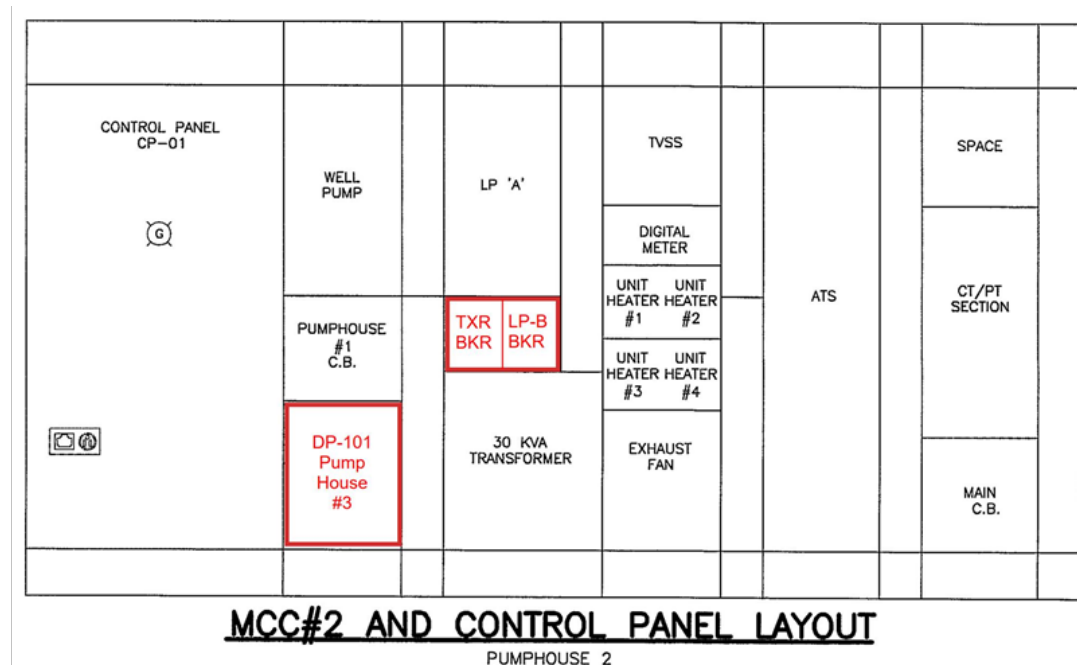 CONTROL PANEL
CP-01
G
WELL
PUMP
PUMPHOUSE
#1
C.B.
DP-101
Pump
House
#3
LP 'A'
TXR
BKR
LP-B
BKR
30 KVA
TRANSFORMER
TVSS
DIGITAL
METER
UNIT
HEATER
#1
UNIT
HEATER
#2
UNIT
HEATER
#3
UNIT
HEATER
#4
EXHAUST
FAN
ATS
SPACE
CT/PT
SECTION
MAIN
C.B.
MCC#2 AND CONTROL PANEL LAYOUT
PUMPHOUSE 2